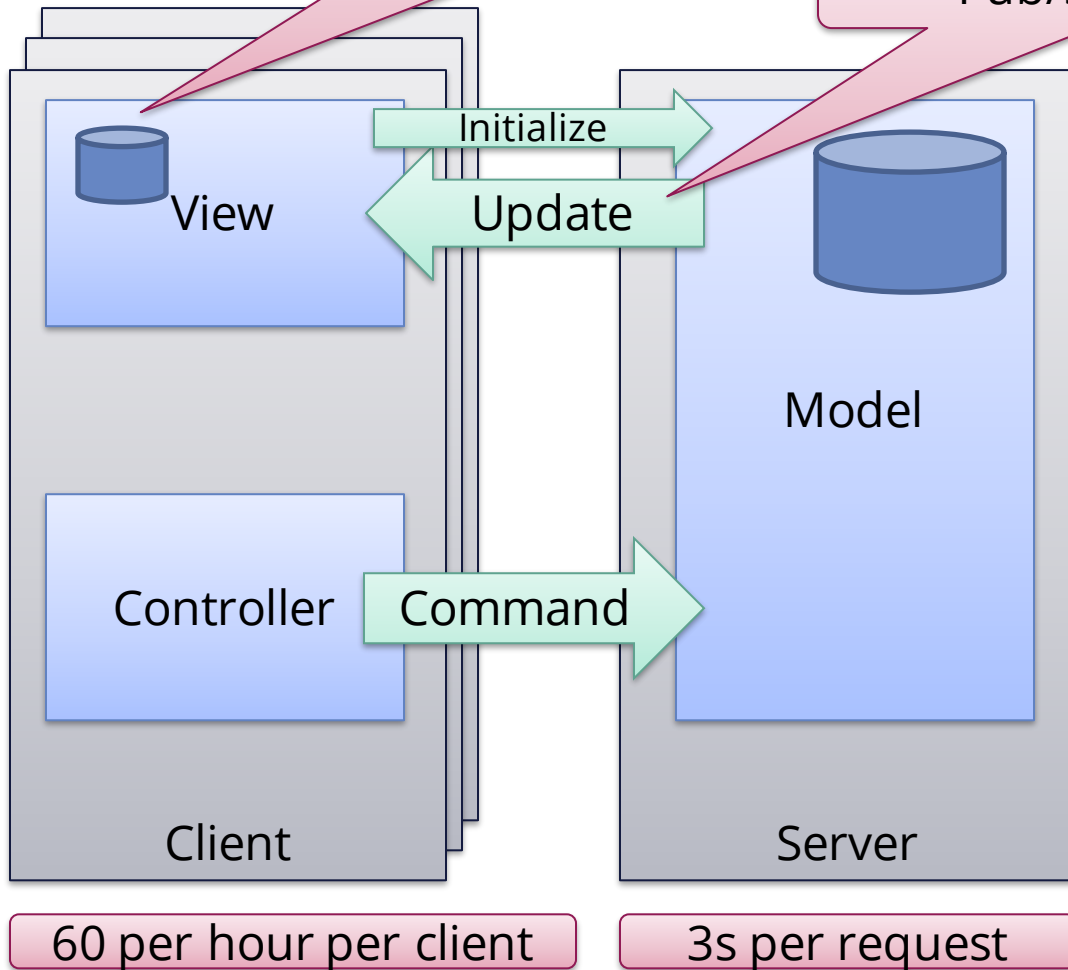 Initialize
View
Update
Model
Controller
Command
Client
Server
60 per hour per client
3s per request